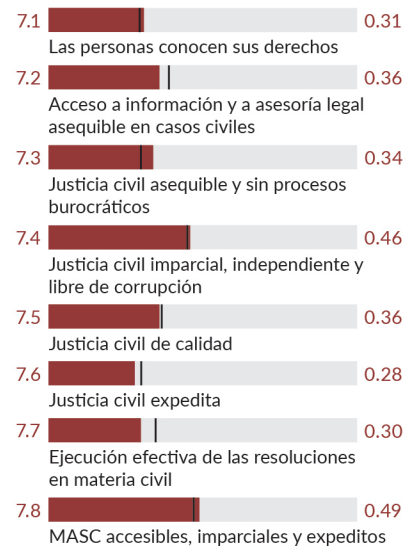 7.1 0.31
Las personas conocen sus derechos
7.2 0.36
Acceso a información y a asesoría legal
asequible en casos civiles
7.3 0.34
Justicia civil asequible y sin procesos
burocráticos
7.4 0.46
Justicia civil imparcial, independiente y
libre de corrupción
7.5 0.36
Justicia civil de calidad
7.6 0.28
Justicia civil expedita
7.7 0.30
Ejecución efectiva de las resoluciones
en materia civil
7.8 0.49
MASC accesibles, imparciales y expeditos